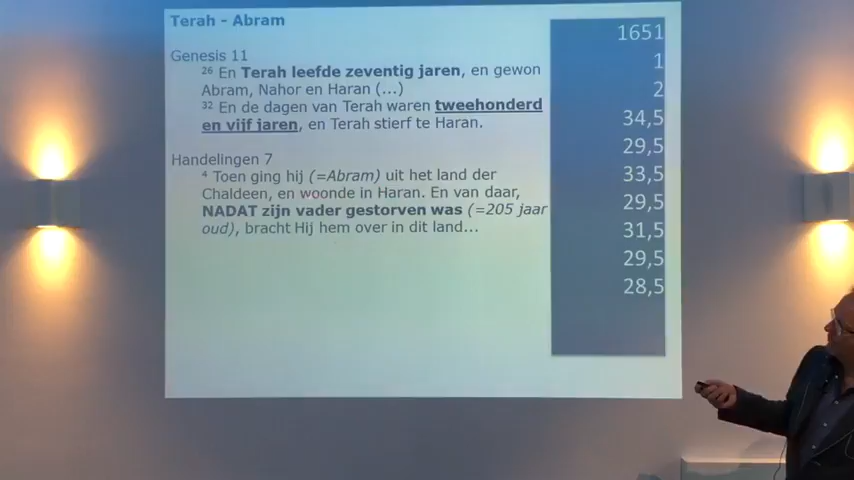 Terah - Abram
Genesis 11
26 En Terah leefde zeventig jaren, en gewon
Abram, Nahor en Haran (...)
32 En de dagen van Terah waren tweehonderd
en vijf jaren, en Terah stierf te Haran.
Handelingen 7
4 Toen ging hij (=Abram) uit het land der
Chaldeen, en woonde in Haran. En van daar,
NADAT zijn vader gestorven was (=205 jaar
oud), bracht Hij hem over in dit land...
1651
1
2
34,5
29,5
33,5
29,5
31,5
29,5
28,5